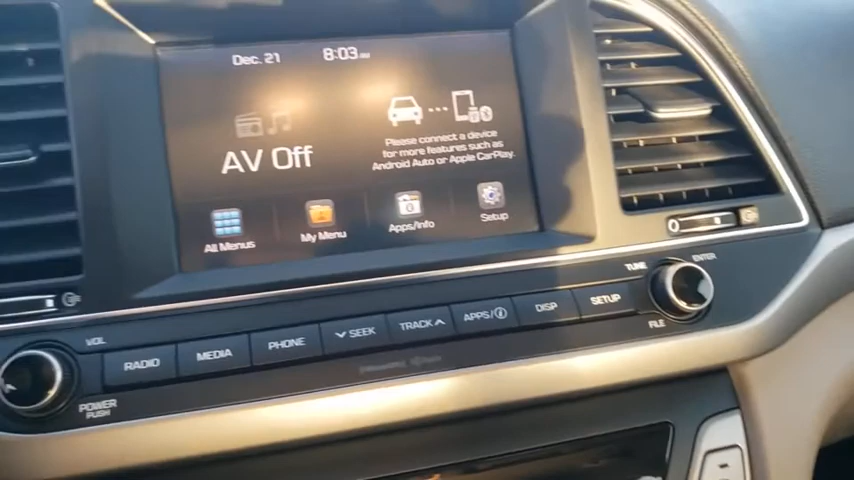 Dec. 21
8:03 AM
AV Off
Please connect a device
for more features such as
Android Auto or Apple CarPlay.
All Menus
My Menu
Apps/Info
Setup
VOL
RADIO
MEDIA
PHONE
SEEK
TRACK
APPS/i
DISP
SETUP
TUNE
ENTER
FILE
POWER
PUSH